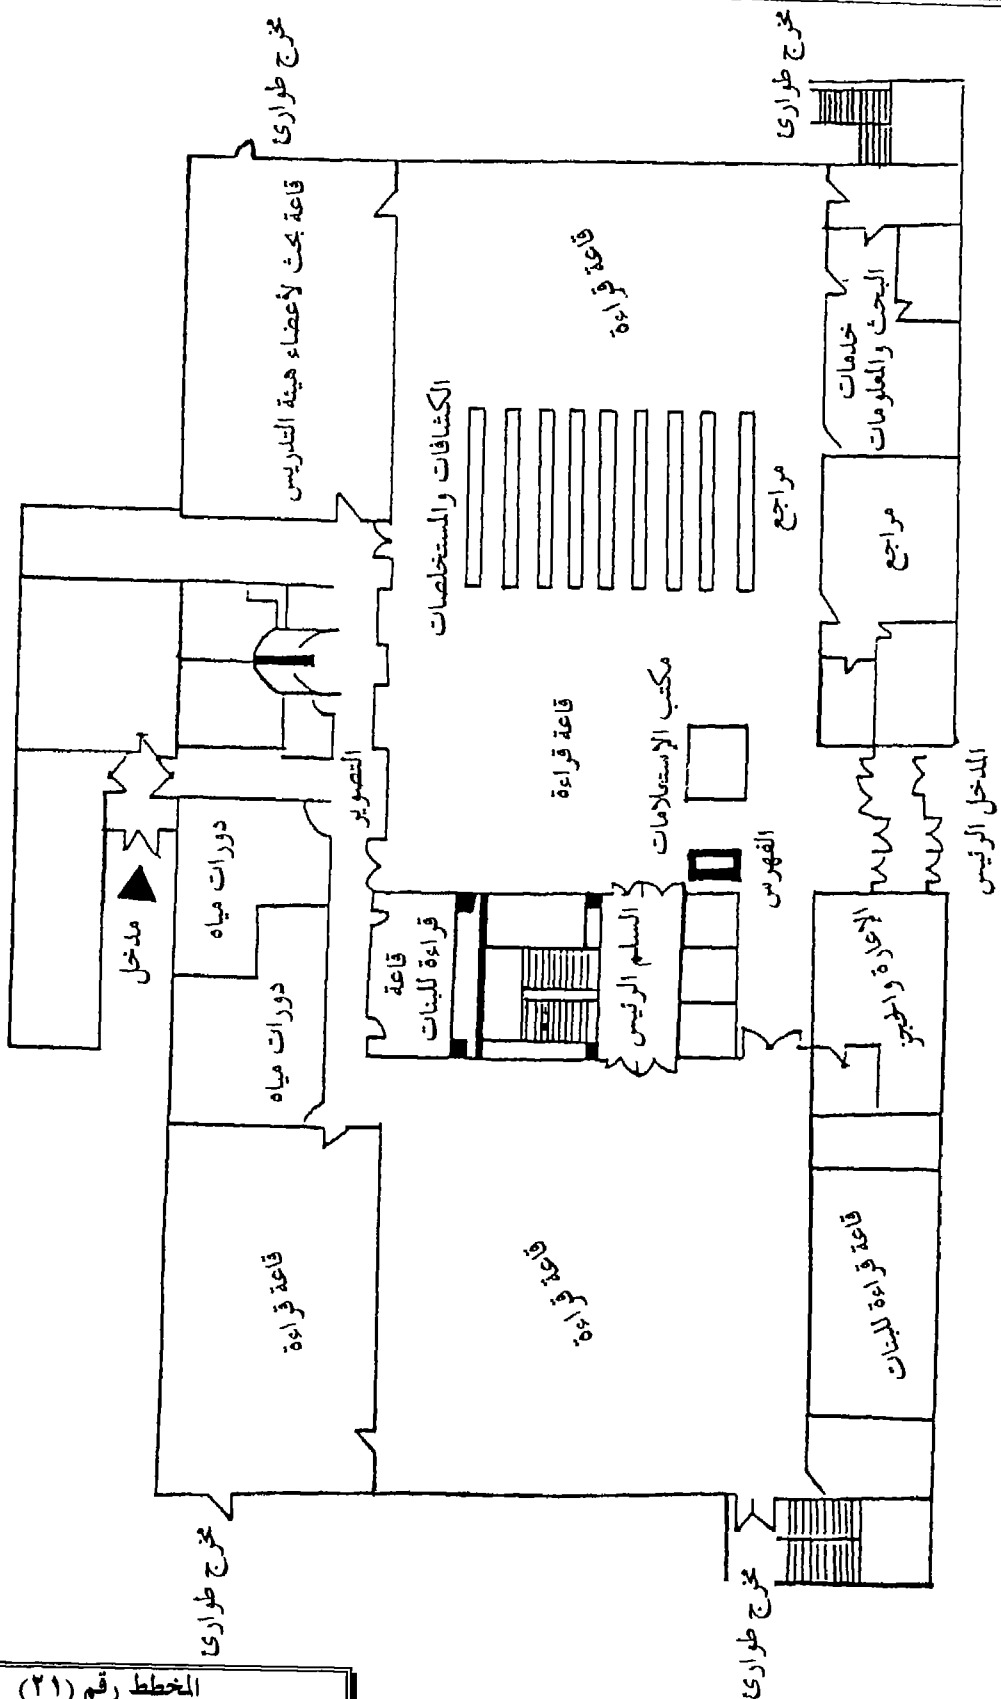 مخرج طوارئ
مخرج طوارئ
قاعة بحث لأعضاء هيئة التدريس
قاعة قراءة
خدمات
البحث والمعلومات
الكشافات والمستخلصات
مراجع
مراجع
التصوير
قاعة قراءة
مكتب الإستعلامات
الفهرس
المدخل الرئيس
مدخل
دورات مياه
دورات مياه
قاعة
قراءة للبنات
السلم الرئيس
الإعارة والحجز
قاعة قراءة
قاعة قراءة
قاعة قراءة للبنات
مخرج طوارئ
مخرج طوارئ
المخطط رقم (٢١)